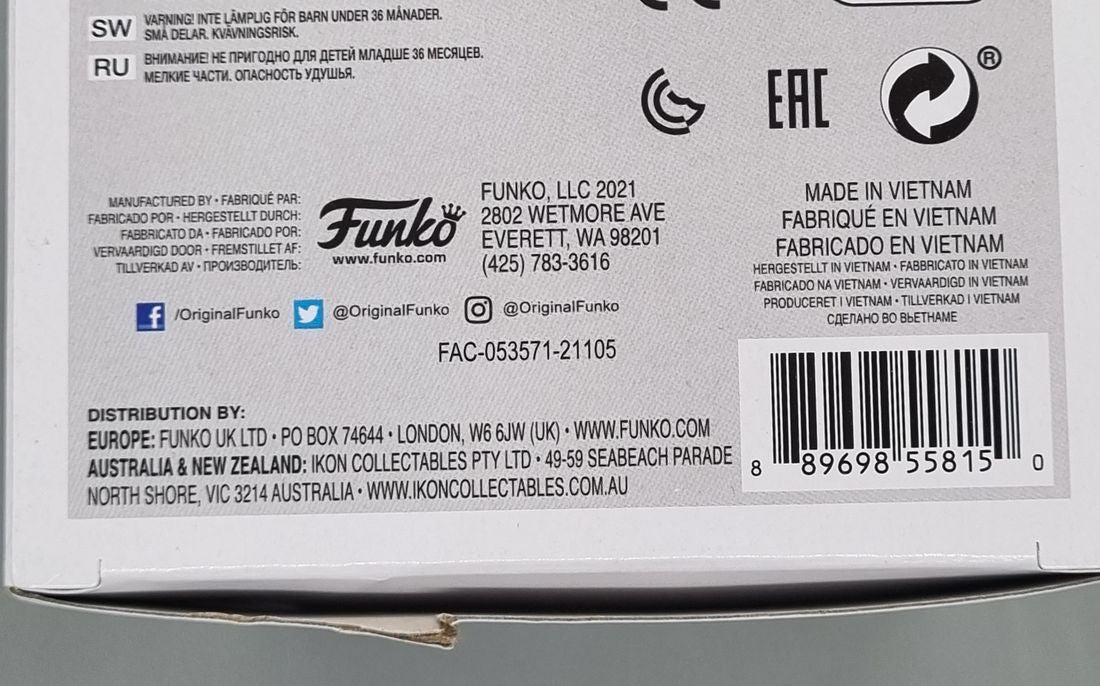 SW VARNING! INTE LÄMPLIG FÖR BARN UNDER 36 MÅNADER.
SMÅ DELAR. KVÄVNINGSRISK.
RU ВНИМАНИЕ! НЕ ПРИГОДНО ДЛЯ ДЕТЕЙ МЛАДШЕ 36 МЕСЯЦЕВ.
МЕЛКИЕ ЧАСТИ. ОПАСНОСТЬ УДУШЬЯ.
EAC ®
MANUFACTURED BY • FABRIQUÉ PAR:
FABRICADO POR • HERGESTELLT DURCH:
FABBRICATO DA • FABRICADO POR:
VERVAARDIGD DOOR • FREMSTILLET AF:
TILLVERKAD AV • ПРОИЗВОДИТЕЛЬ:
Funko
www.funko.com
FUNKO, LLC 2021
2802 WETMORE AVE
EVERETT, WA 98201
(425) 783-3616
MADE IN VIETNAM
FABRIQUÉ EN VIETNAM
FABRICADO EN VIETNAM
HERGESTELLT IN VIETNAM • FABBRICATO IN VIETNAM
FABRICADO NA VIETNAM • VERVAARDIGD IN VIETNAM
PRODUCERET I VIETNAM • TILLVERKAD I VIETNAM
СДЕЛАНО ВО ВЬЕТНАМЕ
f /OriginalFunko @OriginalFunko @OriginalFunko
FAC-053571-21105
DISTRIBUTION BY:
EUROPE: FUNKO UK LTD • PO BOX 74644 • LONDON, W6 6JW (UK) • WWW.FUNKO.COM
AUSTRALIA & NEW ZEALAND: IKON COLLECTABLES PTY LTD • 49-59 SEABEACH PARADE
NORTH SHORE, VIC 3214 AUSTRALIA • WWW.IKONCOLLECTABLES.COM.AU
8 89698 55815 0